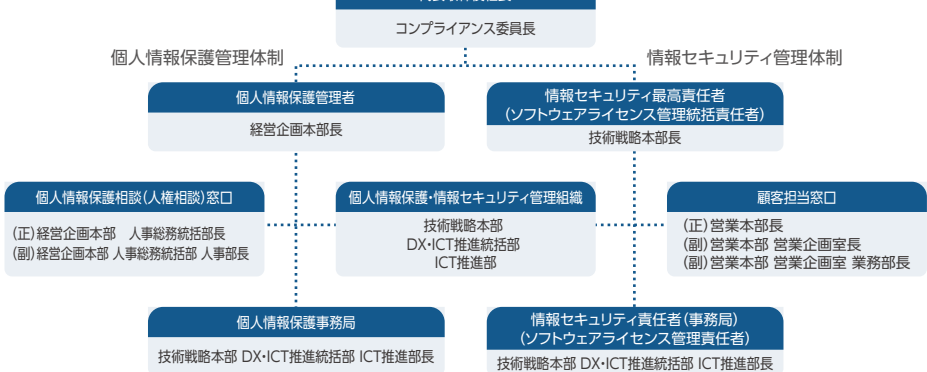 コンプライアンス委員長
個人情報保護管理体制
情報セキュリティ管理体制
個人情報保護管理者
経営企画本部長
情報セキュリティ最高責任者
(ソフトウェアライセンス管理統括責任者)
技術戦略本部長
個人情報保護相談(人権相談)窓口
(正)経営企画本部 人事総務統括部長
(副)経営企画本部 人事総務統括部 人事部長
個人情報保護・情報セキュリティ管理組織
技術戦略本部
DX・ICT推進統括部
ICT推進部
顧客担当窓口
(正)営業本部長
(副)営業本部 営業企画室長
(副)営業本部 営業企画室 業務部長
個人情報保護事務局
技術戦略本部 DX・ICT推進統括部 ICT推進部長
情報セキュリティ責任者(事務局)
(ソフトウェアライセンス管理責任者)
技術戦略本部 DX・ICT推進統括部 ICT推進部長